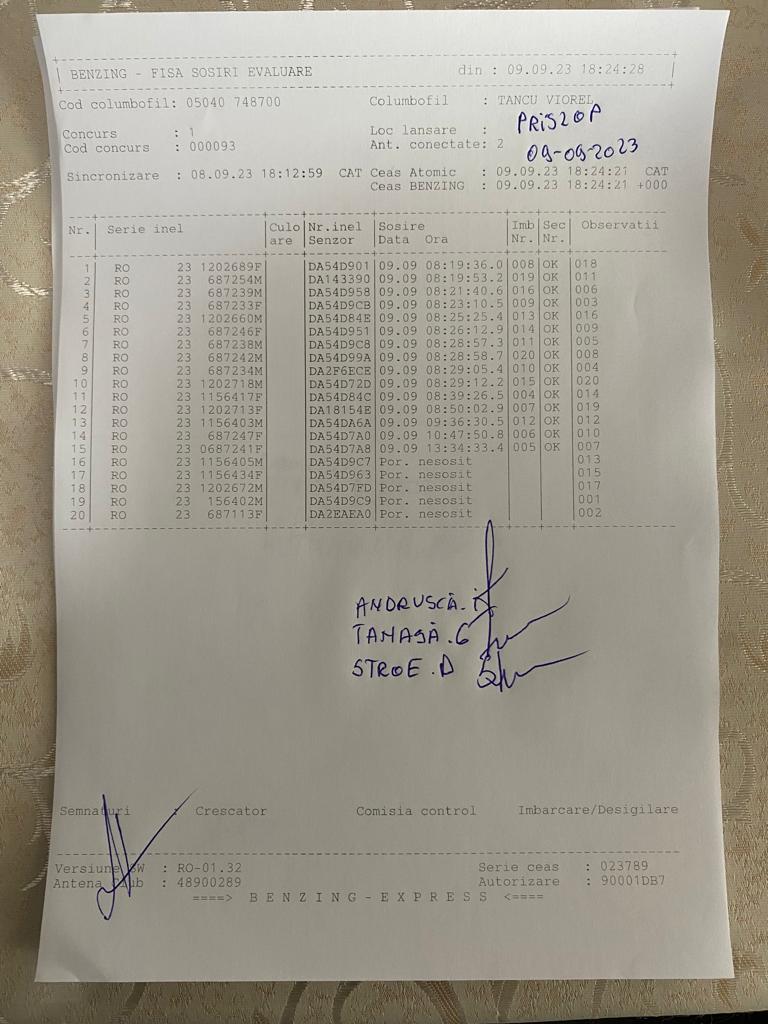 BENZING - FISA SOSIRI EVALUARE din : 09.09.23 18:24:28
Cod columbofil: 05040 748700 Columbofil : TANCU VIOREL
Concurs : 1 Loc lansare : PRISLOP
Cod concurs : 000093 Ant. conectate: 2 09-09-2023
Sincronizare : 08.09.23 18:12:59 CAT Ceas Atomic : 09.09.23 18:24:21 CAT
Ceas BENZING : 09.09.23 18:24:21 +000
Nr. Serie inel Culo Nr.inel Sosire Imb Sec Observatii
are Senzor Data Ora Nr. Nr.
1 RO 23 1202689F DA54D901 09.09 08:19:36.0 008 OK 018
2 RO 23 687254M DA143390 09.09 08:19:53.2 019 OK 011
3 RO 23 687239M DA54D958 09.09 08:21:40.6 016 OK 006
4 RO 23 687233F DA54D9CB 09.09 08:23:10.5 009 OK 003
5 RO 23 1202660M DA54D84E 09.09 08:25:25.4 013 OK 016
6 RO 23 687246F DA54D951 09.09 08:26:12.9 014 OK 009
7 RO 23 687238M DA54D9C8 09.09 08:28:57.3 011 OK 005
8 RO 23 687242M DA54D99A 09.09 08:28:58.7 020 OK 008
9 RO 23 687234M DA2F6ECE 09.09 08:29:05.4 010 OK 004
10 RO 23 1202718M DA54D72D 09.09 08:29:12.2 015 OK 020
11 RO 23 1156417F DA54D84C 09.09 08:39:26.5 004 OK 014
12 RO 23 1202713F DA18154E 09.09 08:50:02.9 007 OK 019
13 RO 23 1156403M DA54DA6A 09.09 09:36:30.5 012 OK 012
14 RO 23 687247F DA54D7A0 09.09 10:47:50.8 006 OK 010
15 RO 23 0687241F DA54D7A8 09.09 13:34:33.4 005 OK 007
16 RO 23 1156405M DA54D9C7 Por. nesosit 013
17 RO 23 1156434F DA54D963 Por. nesosit 015
18 RO 23 1202672M DA54D7FD Por. nesosit 017
19 RO 23 156402M DA54D9C9 Por. nesosit 001
20 RO 23 687113F DA2EAEA0 Por. nesosit 002
ANDRUSCĂ.
TANASĂ.G
STROE.D
Semnaturi : Crescator Comisia control Imbarcare/Desigilare
Versiune SW : RO-01.32 Serie ceas : 023789
Antena Club : 48900289 Autorizare : 90001DB7
====> B E N Z I N G - E X P R E S S <====